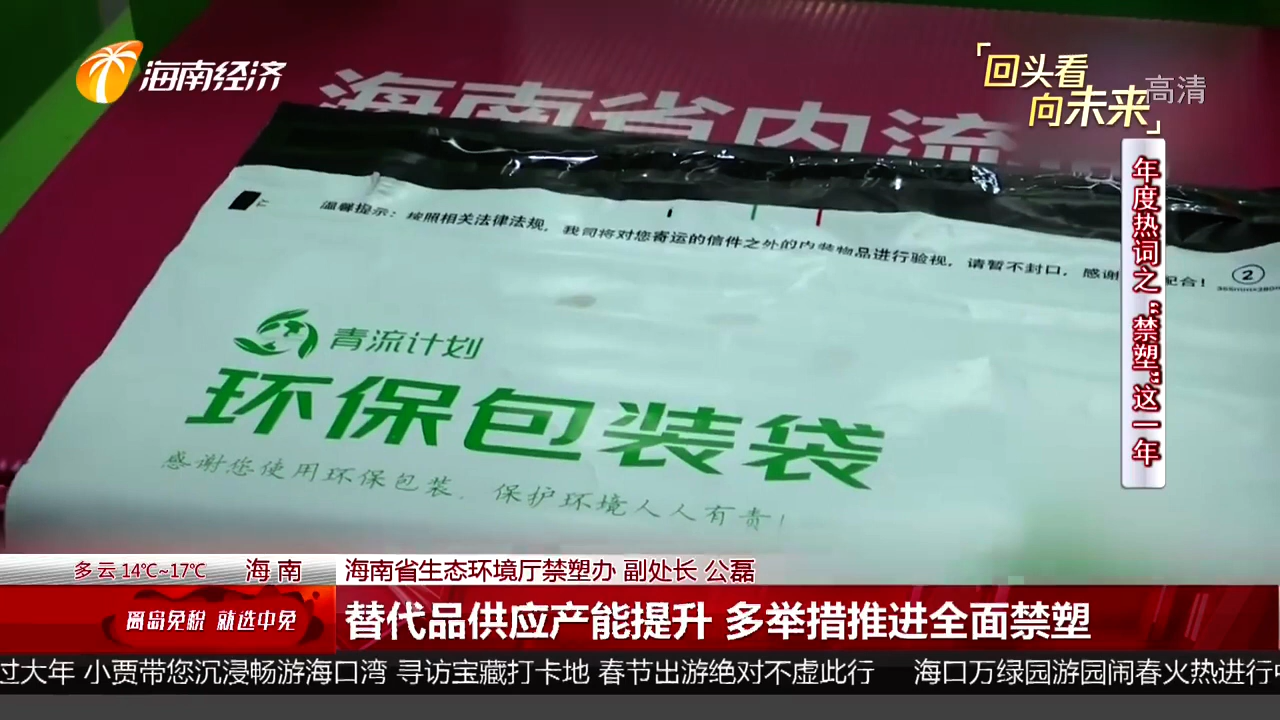 海南经济
回头看
向未来
高清
海南省内流
年度热词之"禁塑"这一年
温馨提示：按照相关法律法规，我司将对您寄运的信件之外的内装物品进行验视，请暂不封口，感谢
配合！
②
青流计划
环保包装袋
感谢您使用环保包装，保护环境人人有责！
多云 14℃~17℃ 海南
海南省生态环境厅禁塑办 副处长 公磊
离岛免税 就选中免
替代品供应产能提升 多举措推进全面禁塑
过大年 小贾带您沉浸畅游海口湾 寻访宝藏打卡地 春节出游绝对不虚此行 海口万绿园游园闹春火热进行中